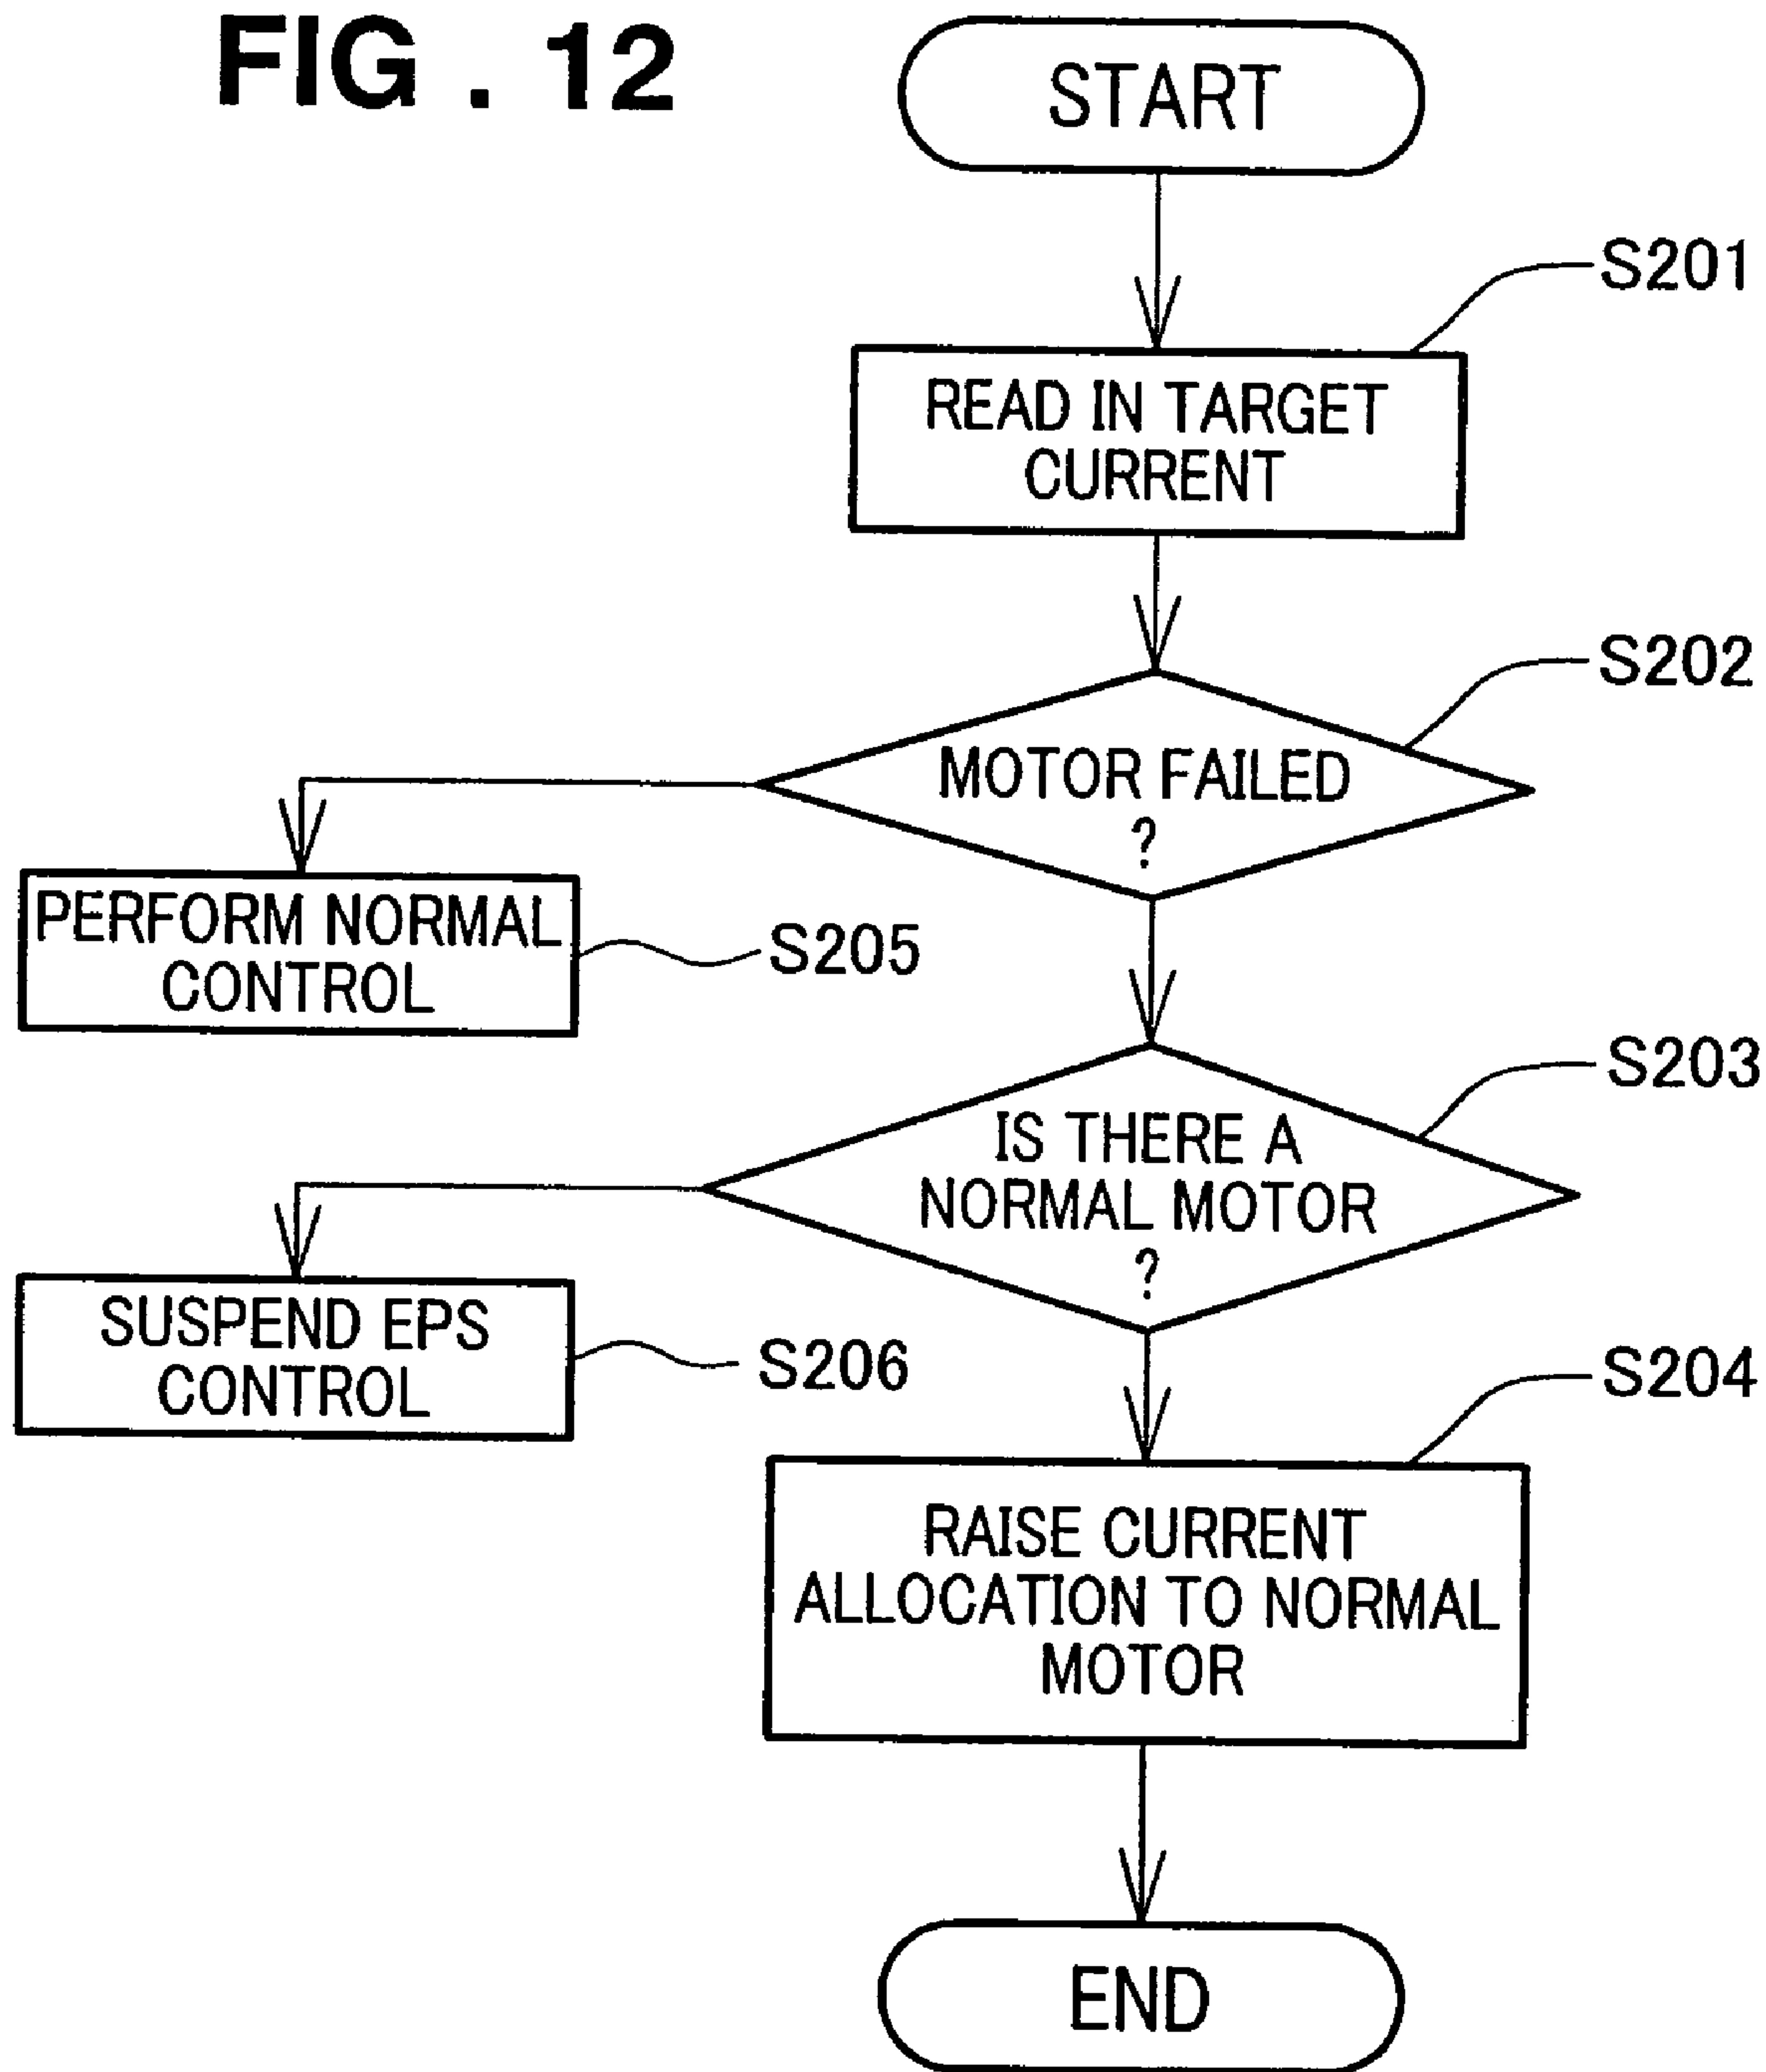 FIG . 12
START
S201
READ IN TARGET
CURRENT
S202
MOTOR FAILED
?
PERFORM NORMAL
CONTROL
S205
S203
IS THERE A
NORMAL MOTOR
?
SUSPEND EPS
CONTROL
S206
S204
RAISE CURRENT
ALLOCATION TO NORMAL
MOTOR
END